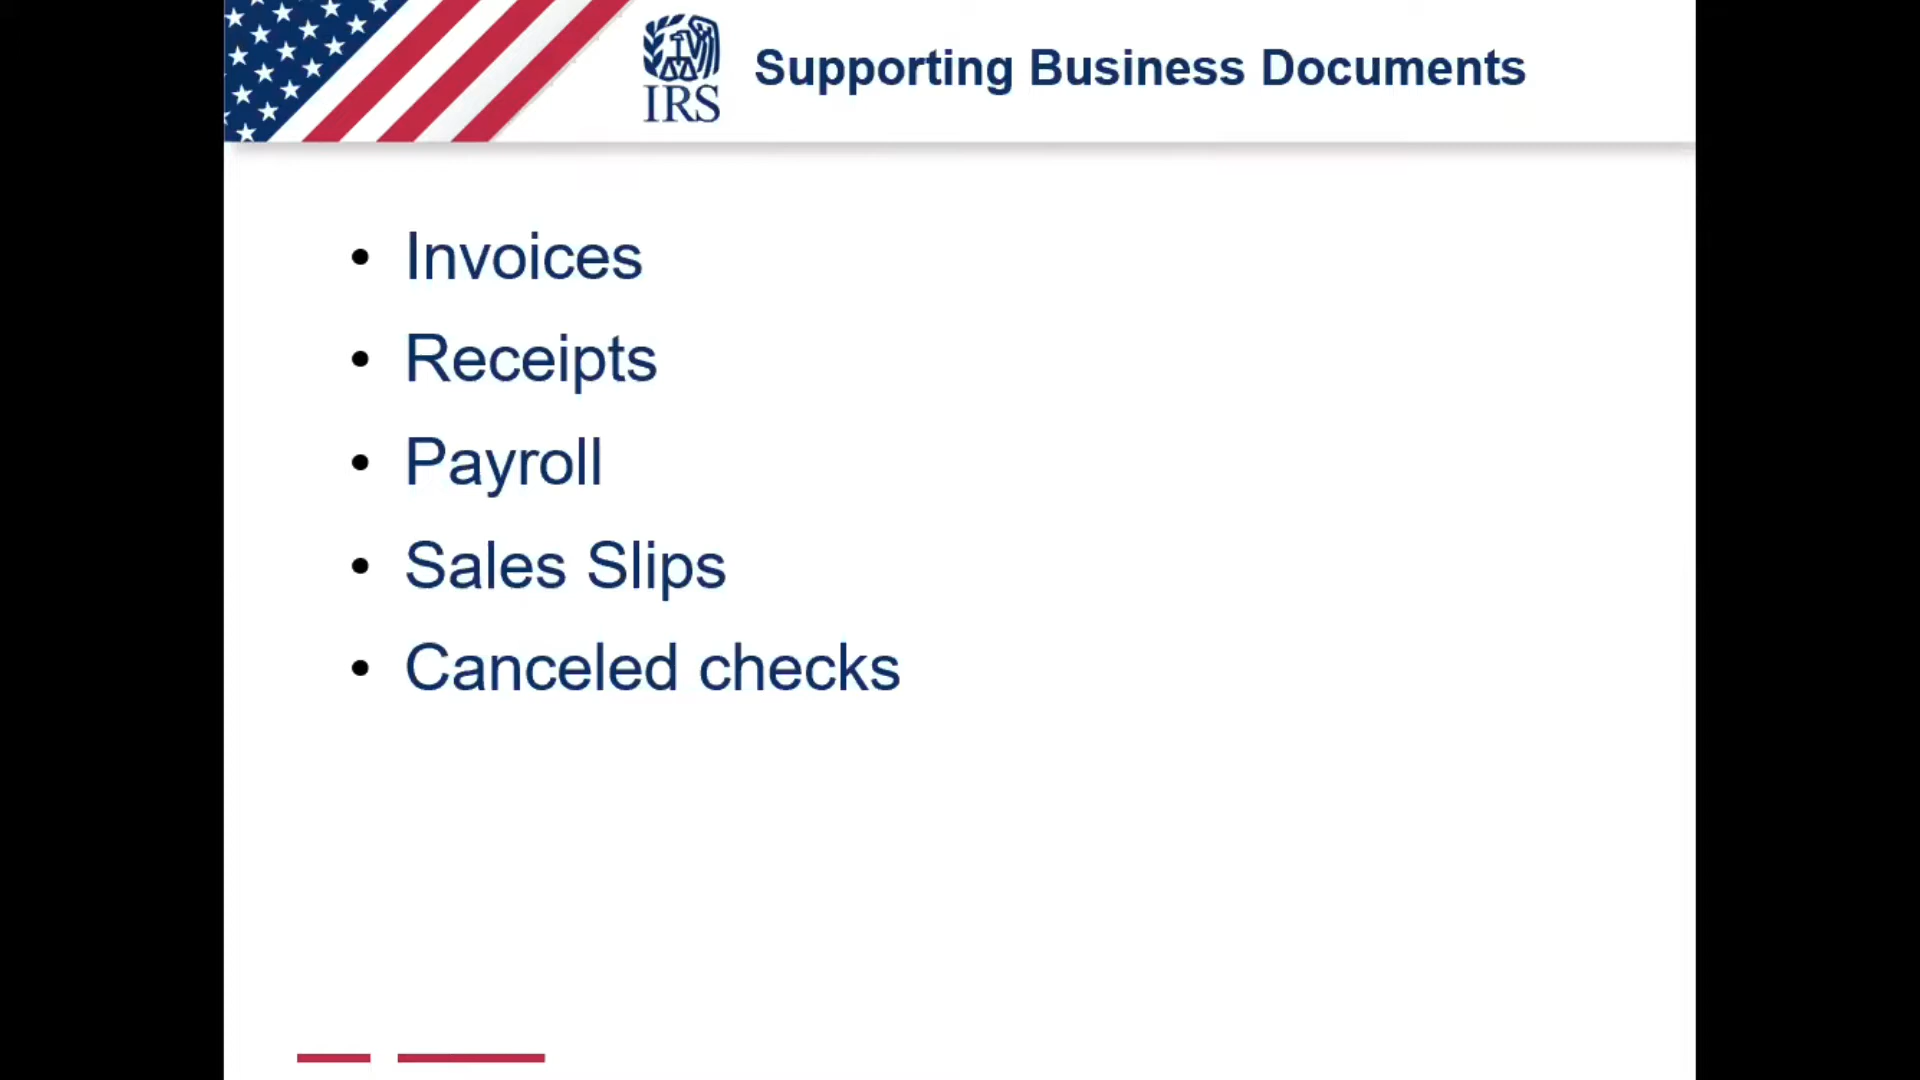 IRS
Supporting Business Documents
• Invoices
• Receipts
• Payroll
• Sales Slips
• Canceled checks